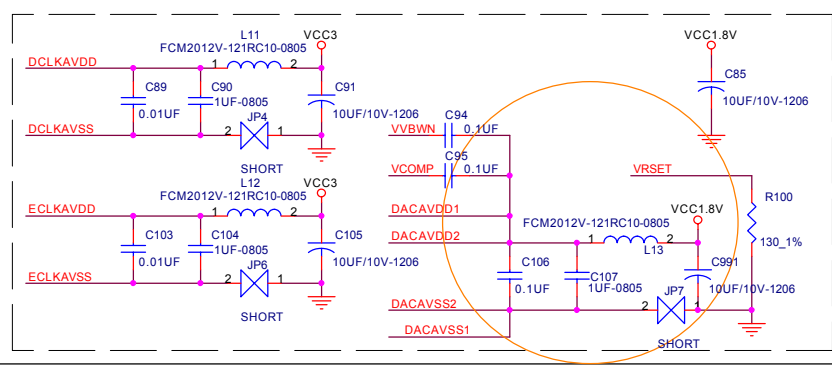 L11
FCM2012V-121RC10-0805
VCC3
DCLKAVDD
1
2
C89
0.01UF
C90
1UF-0805
C91
10UF/10V-1206
JP4
DCLKAVSS
2
1
SHORT
L12
FCM2012V-121RC10-0805
VCC3
ECLKAVDD
1
2
C103
0.01UF
C104
1UF-0805
C105
10UF/10V-1206
JP6
ECLKAVSS
2
1
SHORT
VCC1.8V
C85
10UF/10V-1206
C94
VVBWN
0.1UF
C95
VCOMP
0.1UF
VRSET
R100
130_1%
DACAVDD1
FCM2012V-121RC10-0805
VCC1.8V
DACAVDD2
1
2
L13
C106
0.1UF
C107
1UF-0805
C991
10UF/10V-1206
JP7
DACAVSS2
2
1
DACAVSS1
SHORT